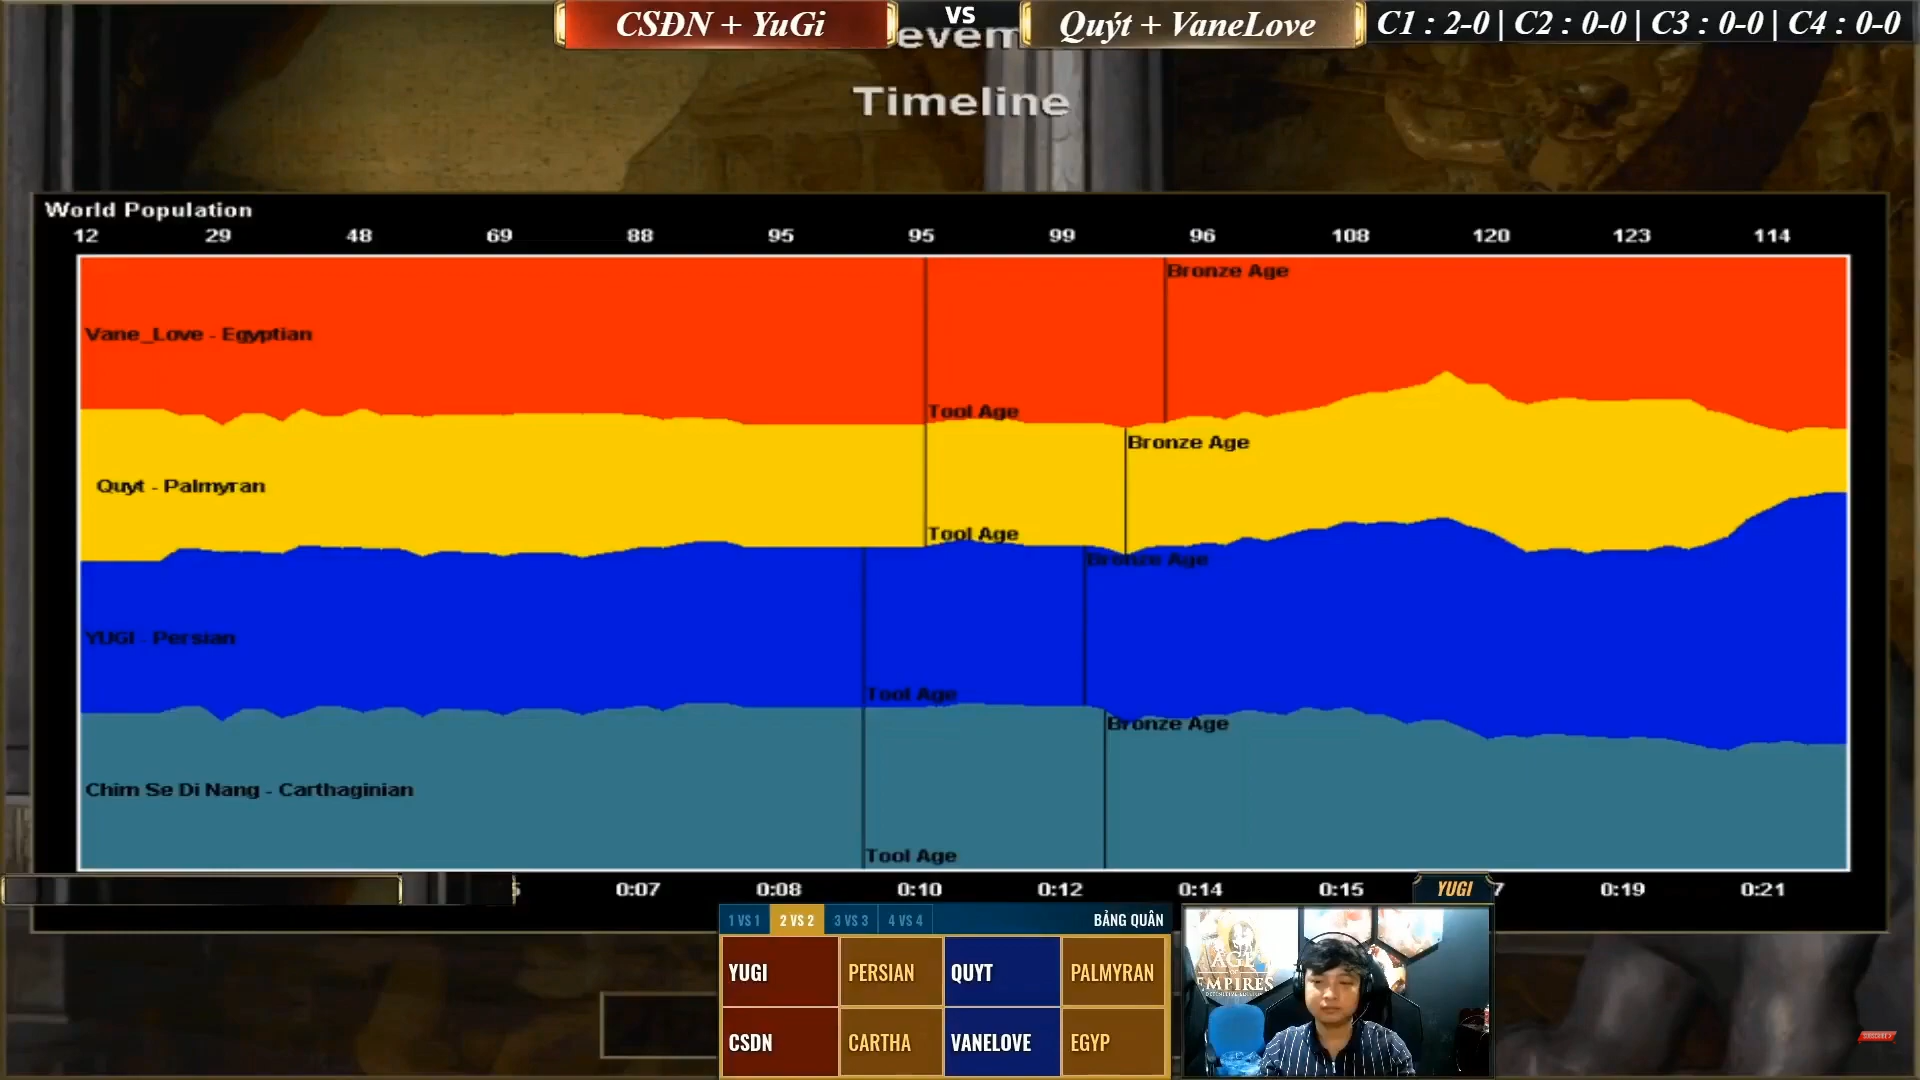 CSĐN + YuGi
VS
Quýt + VaneLove
C1 : 2-0 | C2 : 0-0 | C3 : 0-0 | C4 : 0-0
Timeline
World Population
12 29 48 69 88 95 95 99 96 108 120 123 114
Bronze Age
Vane_Love - Egyptian
Tool Age
Bronze Age
Quyt - Palmyran
Tool Age
Bronze Age
YUGI - Persian
Tool Age
Bronze Age
Chim Se Di Nang - Carthaginian
Tool Age
0:07 0:08 0:10 0:12 0:14 0:15 0:19 0:21
YUGI
1 VS 1 2 VS 2 3 VS 3 4 VS 4 BẢNG QUÂN
YUGI PERSIAN QUYT PALMYRAN
CSDN CARTHA VANELOVE EGYP
AGE
EMPIRES
DEFINITIVE EDITION
SUBSCRIBE